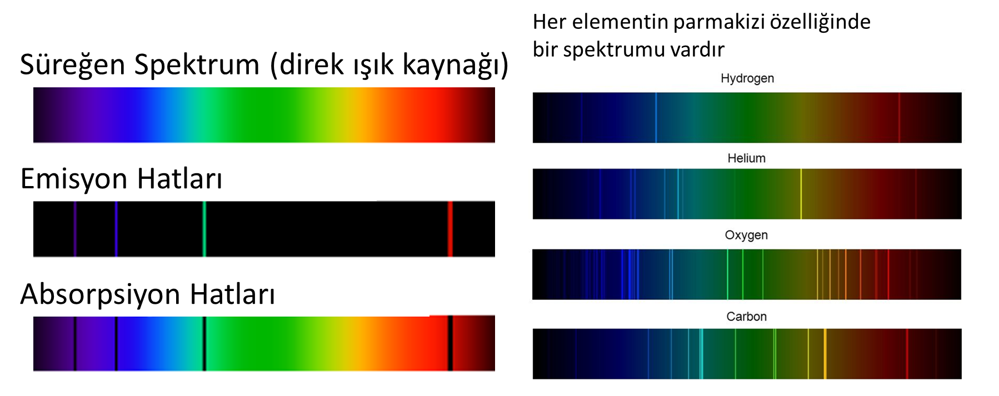 Süreğen Spektrum (direk ışık kaynağı)
Emisyon Hatları
Absorpsiyon Hatları
Her elementin parmakizi özelliğinde
bir spektrumu vardır
Hydrogen
Helium
Oxygen
Carbon